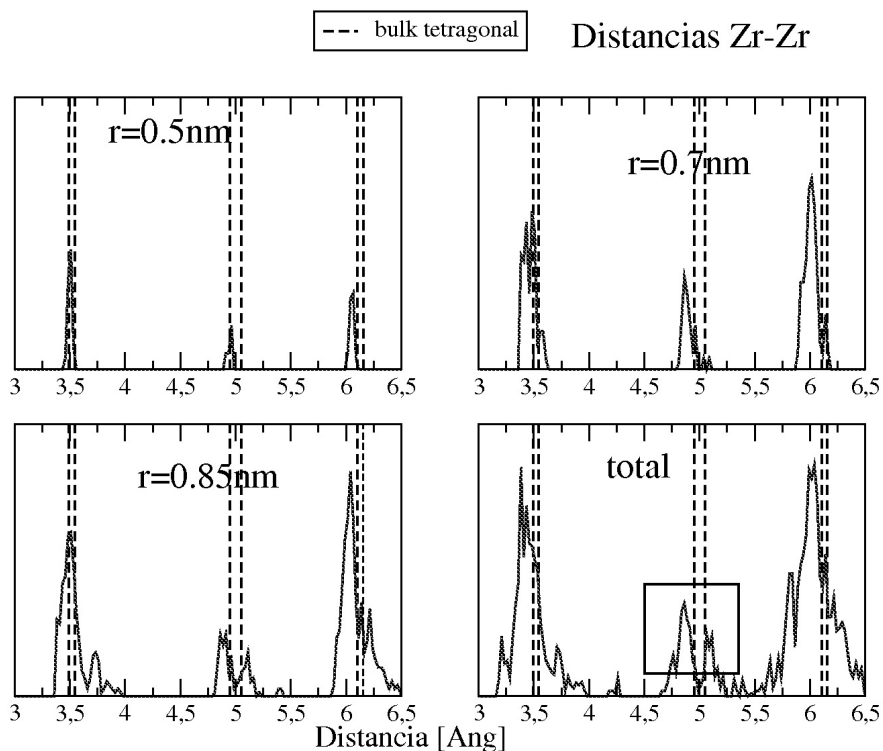 bulk tetragonal
Distancias Zr-Zr
r=0.5nm
r=0.7nm
3 3,5 4 4,5 5 5,5 6 6,5
3 3,5 4 4,5 5 5,5 6 6,5
r=0.85nm
total
3 3,5 4 4,5 5 5,5 6 6,5
3 3,5 4 4,5 5 5,5 6 6,5
Distancia [Ang]